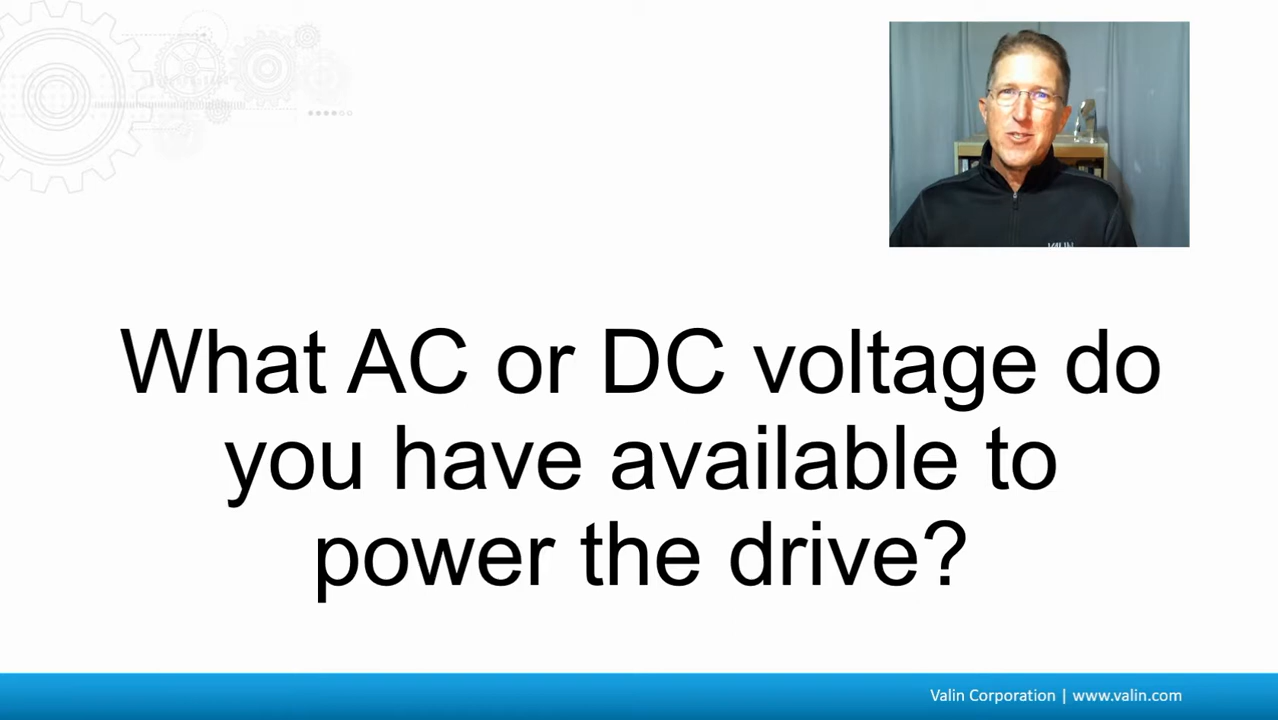 What AC or DC voltage do
you have available to
power the drive?
Valin Corporation | www.valin.com